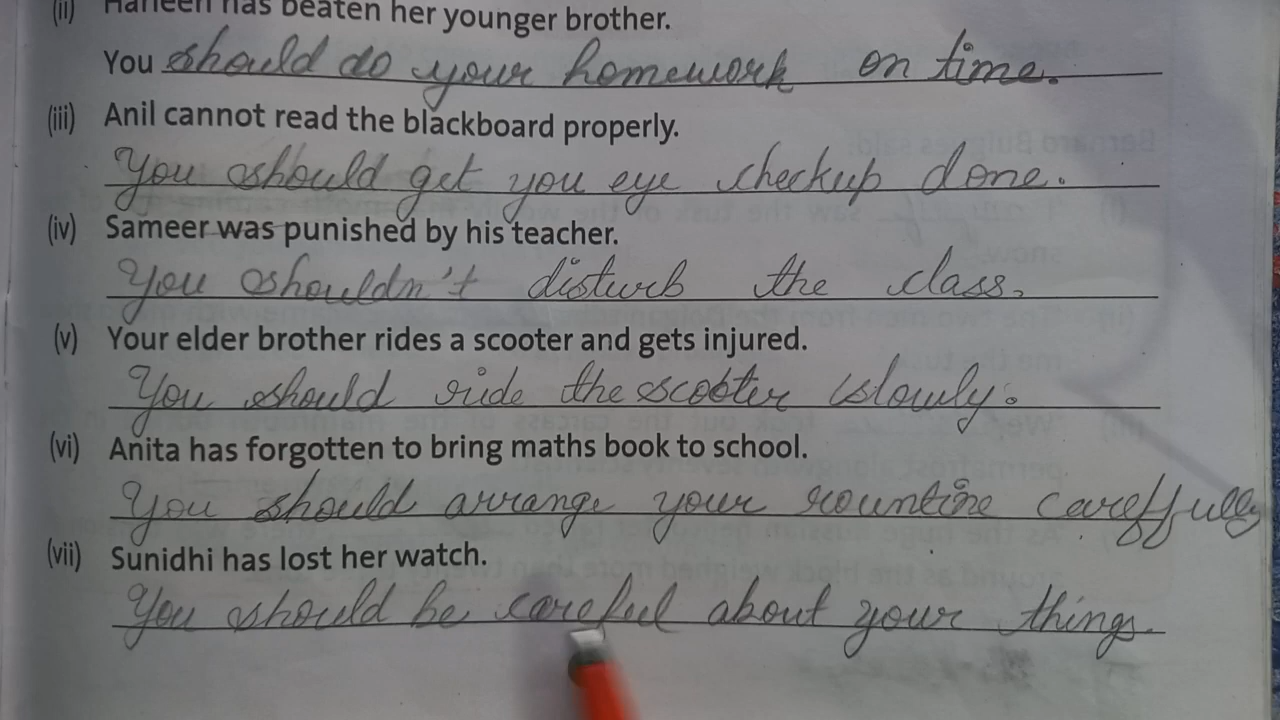 (ii) Haneen has beaten her younger brother.
You should do your homework on time.
(iii) Anil cannot read the blackboard properly.
You should get you eye checkup done.
(iv) Sameer was punished by his teacher.
You shouldn't disturb the class.
(v) Your elder brother rides a scooter and gets injured.
You should ride the scooter slowly.
(vi) Anita has forgotten to bring maths book to school.
You should arrange your rountine careffully
(vii) Sunidhi has lost her watch.
You should be careful about your things.